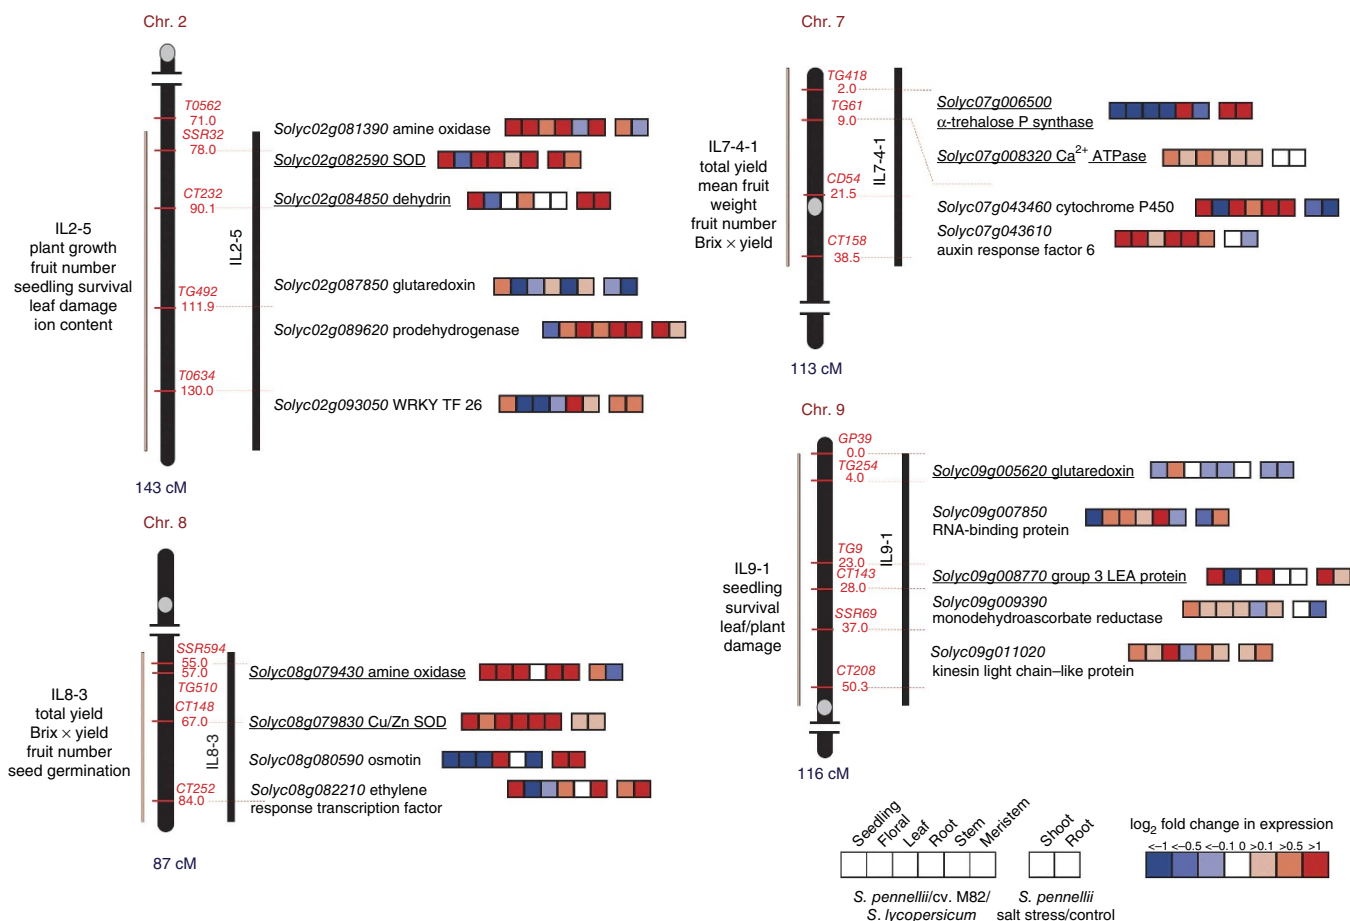 Chr. 2
T0562
71.0
SSR32
78.0
CT232
90.1
TG492
111.9
T0634
130.0
143 cM
IL2-5
plant growth
fruit number
seedling survival
leaf damage
ion content
IL2-5
Solyc02g081390 amine oxidase
Solyc02g082590 SOD
Solyc02g084850 dehydrin
Solyc02g087850 glutaredoxin
Solyc02g089620 prodehydrogenase
Solyc02g093050 WRKY TF 26
Chr. 7
TG418
2.0
TG61
9.0
CD54
21.5
CT158
38.5
113 cM
IL7-4-1
total yield
mean fruit
weight
fruit number
Brix × yield
IL7-4-1
Solyc07g006500
α-trehalose P synthase
Solyc07g008320 Ca2+ ATPase
Solyc07g043460 cytochrome P450
Solyc07g043610
auxin response factor 6
Chr. 8
SSR594
55.0
57.0
TG510
CT148
67.0
CT252
84.0
87 cM
IL8-3
total yield
Brix × yield
fruit number
seed germination
IL8-3
Solyc08g079430 amine oxidase
Solyc08g079830 Cu/Zn SOD
Solyc08g080590 osmotin
Solyc08g082210 ethylene
response transcription factor
Chr. 9
GP39
0.0
TG254
4.0
TG9
23.0
CT143
28.0
SSR69
37.0
CT208
50.3
116 cM
IL9-1
seedling
survival
leaf/plant
damage
IL9-1
Solyc09g005620 glutaredoxin
Solyc09g007850
RNA-binding protein
Solyc09g008770 group 3 LEA protein
Solyc09g009390
monodehydroascorbate reductase
Solyc09g011020
kinesin light chain–like protein
Seedling
Floral
Leaf
Root
Stem
Meristem
S. pennellii/cv. M82/
S. lycopersicum
Shoot
Root
S. pennellii
salt stress/control
log2 fold change in expression
<–1 <–0.5 <–0.1 0 >0.1 >0.5 >1